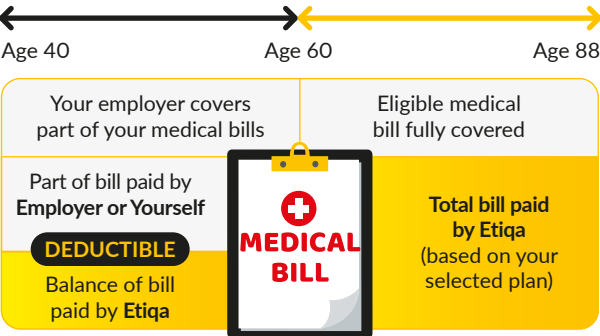 Age 40
Age 60
Age 88
Your employer covers
part of your medical bills
Eligible medical
bill fully covered
Part of bill paid by
Employer or Yourself
DEDUCTIBLE
Balance of bill
paid by Etiqa
MEDICAL
BILL
Total bill paid
by Etiqa
(based on your
selected plan)